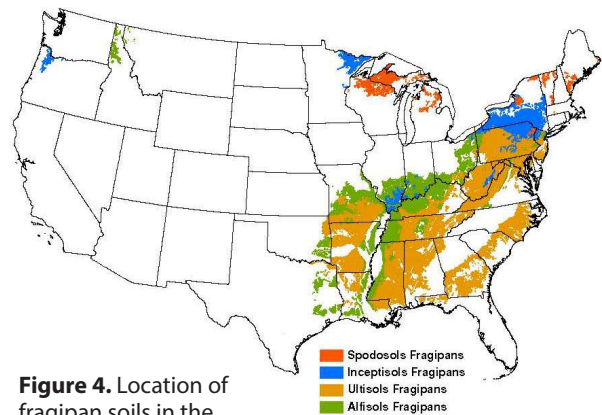 Spodosols Fragipans
Inceptisols Fragipans
Ultisols Fragipans
Alfisols Fragipans
Figure 4. Location of
fragipan soils in the